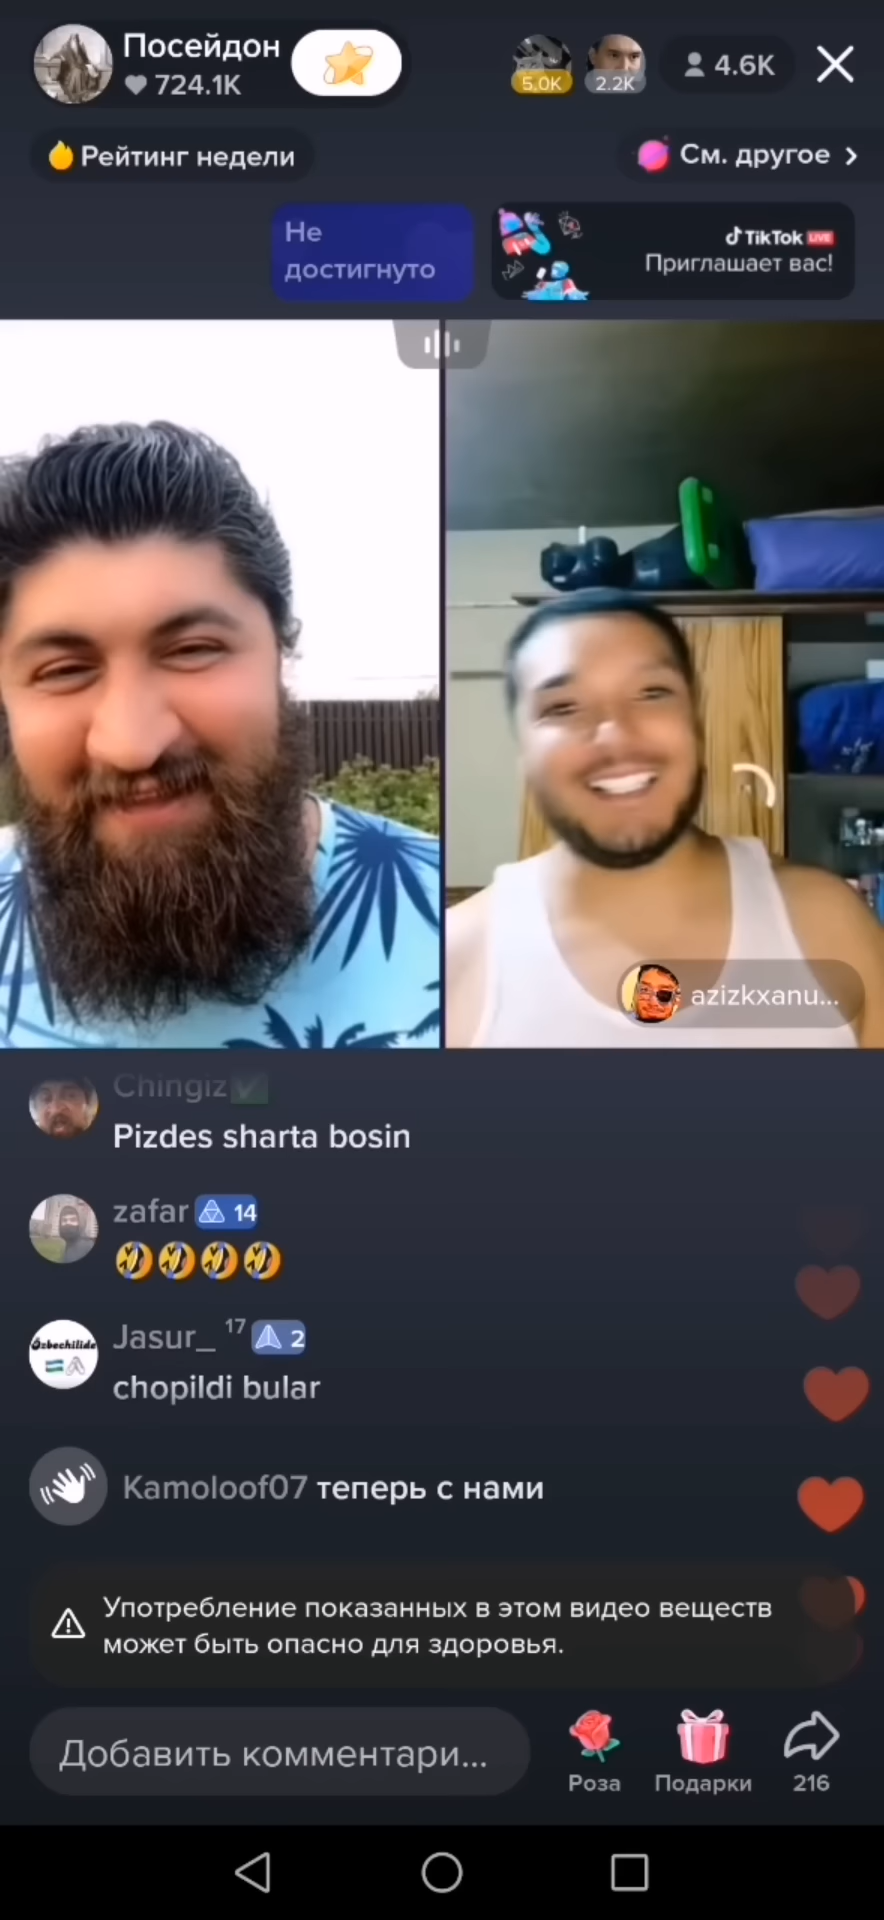 Посейдон
724.1K
5.0K
2.2K
4.6K
Рейтинг недели
См. другое
Не
достигнуто
TikTok LIVE
Приглашает вас!
azizkxanu...
Chingiz
Pizdes sharta bosin
zafar 14
Jasur_ 17 2
Özbechilide
chopildi bular
Kamoloof07 теперь с нами
Употребление показанных в этом видео веществ
может быть опасно для здоровья.
Добавить комментари...
Роза
Подарки
216